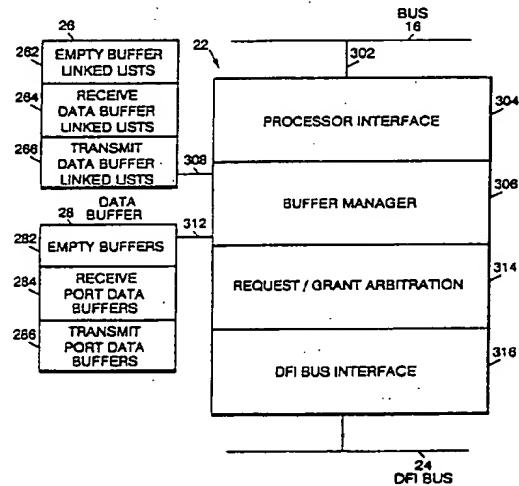 26
262
EMPTY BUFFER
LINKED LISTS
264
RECEIVE
DATA BUFFER
LINKED LISTS
266
TRANSMIT
DATA BUFFER
LINKED LISTS
308
DATA
BUFFER
28
312
282
EMPTY BUFFERS
284
RECEIVE
PORT DATA
BUFFERS
266
TRANSMIT
PORT DATA
BUFFERS
BUS
16
22
302
PROCESSOR INTERFACE
304
BUFFER MANAGER
306
REQUEST / GRANT ARBITRATION
314
DFI BUS INTERFACE
316
24
DFI BUS